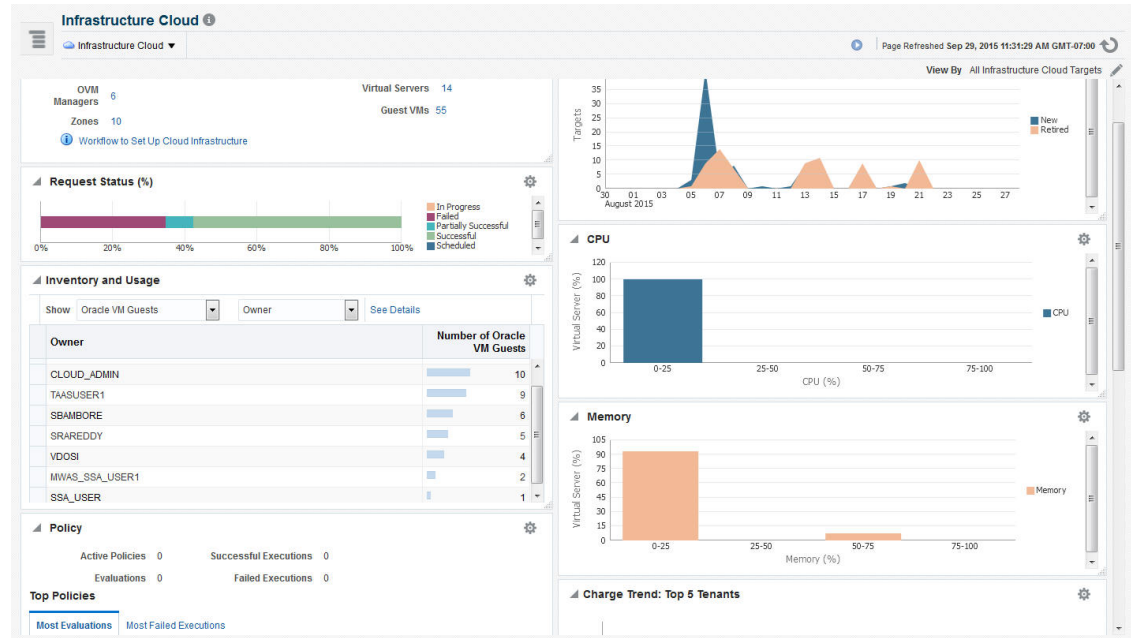 Infrastructure Cloud
Infrastructure Cloud
Page Refreshed Sep 29, 2015 11:31:29 AM GMT-07:00
View By All Infrastructure Cloud Targets
OVM Managers 6
Zones 10
Virtual Servers 14
Guest VMs 55
Workflow to Set Up Cloud Infrastructure
Request Status (%)
In Progress
Failed
Partially Successful
Successful
Scheduled
0% 20% 40% 60% 80% 100%
Inventory and Usage
Show Oracle VM Guests Owner See Details
Owner Number of Oracle VM Guests
CLOUD_ADMIN 10
TAASUSER1 9
SBAMBORE 6
SRAREDDY 5
VDOSI 4
MWAS_SSA_USER1 2
SSA_USER 1
Policy
Active Policies 0 Successful Executions 0
Evaluations 0 Failed Executions 0
Top Policies
Most Evaluations Most Failed Executions
Targets
35
30
25
20
15
10
5
0
30 01 03 05 07 09 11 13 15 17 19 21 23 25 27
August 2015
New
Retired
CPU
Virtual Server (%)
120
100
80
60
40
20
0
0-25 25-50 50-75 75-100
CPU (%)
CPU
Memory
Virtual Server (%)
105
90
75
60
45
30
15
0
0-25 25-50 50-75 75-100
Memory (%)
Memory
Charge Trend: Top 5 Tenants